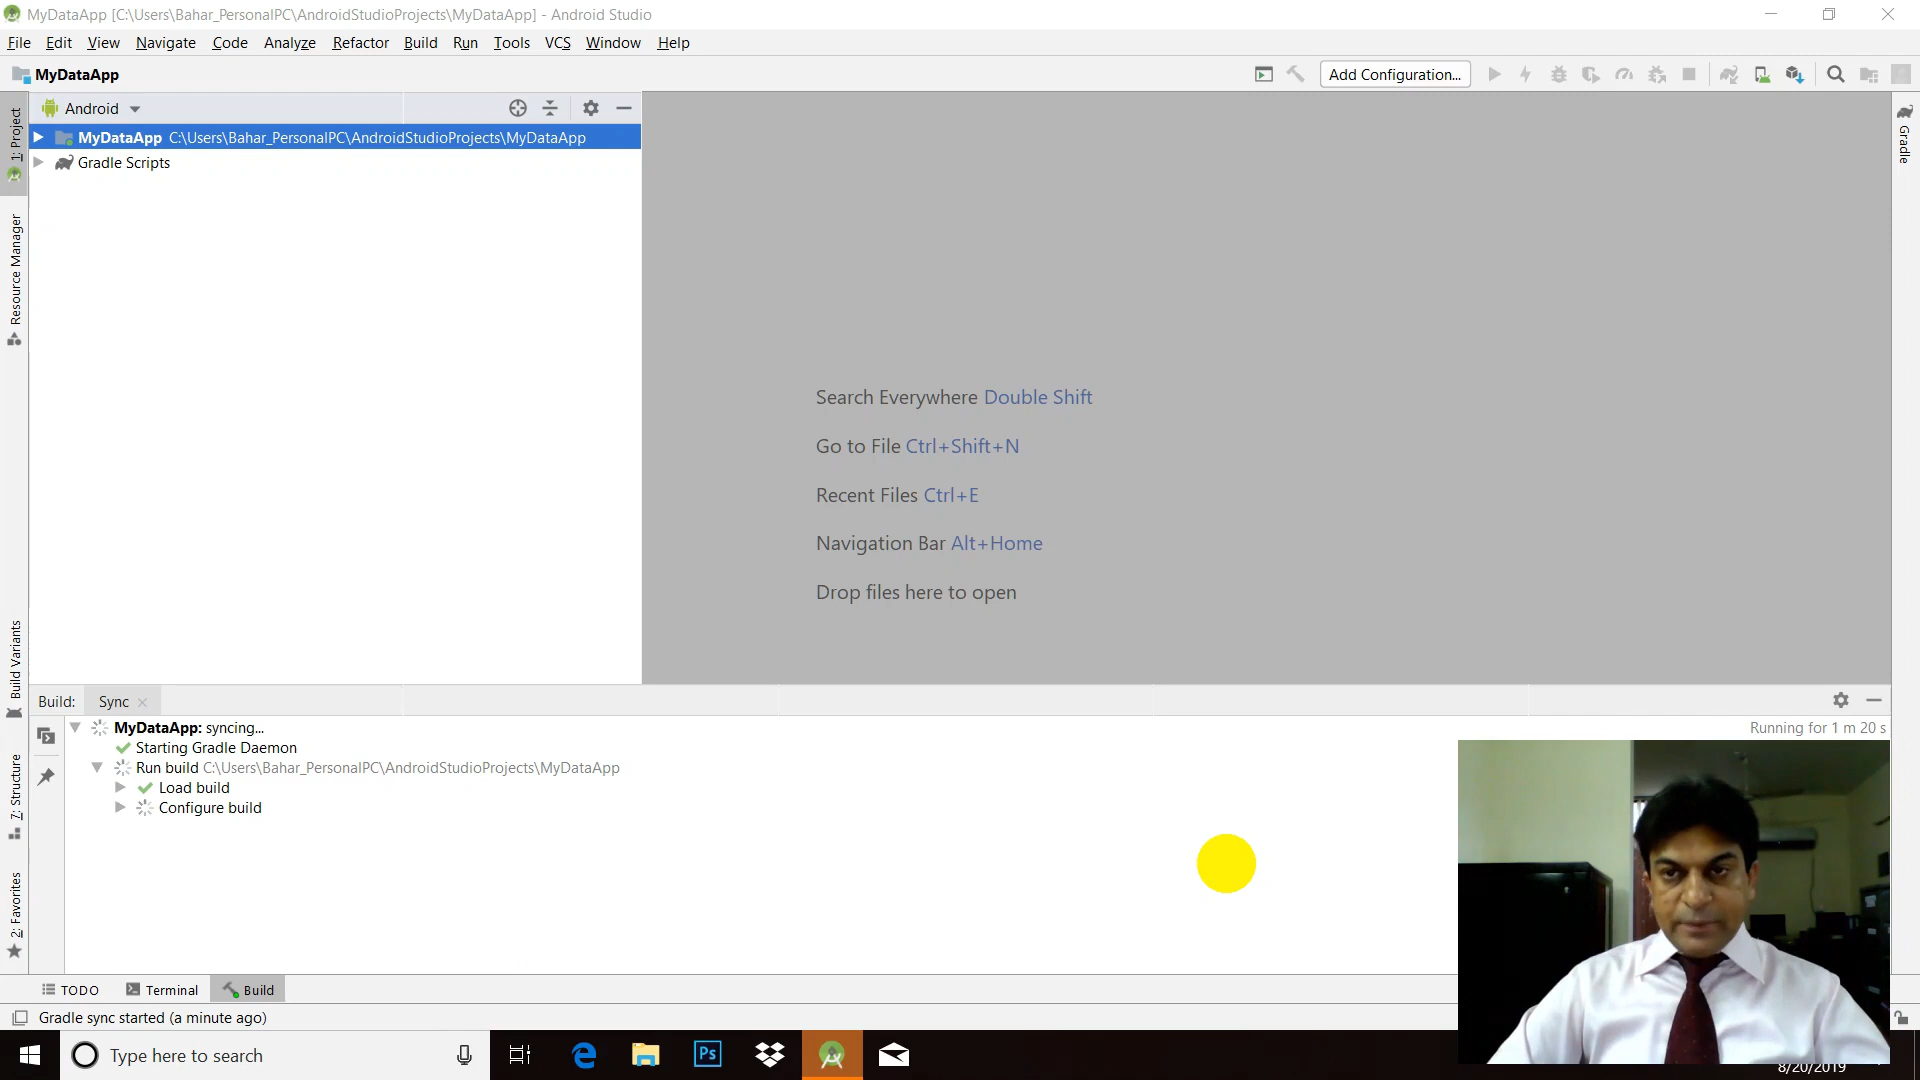 MyDataApp [C:\Users\Bahar_PersonalPC\AndroidStudioProjects\MyDataApp] - Android Studio
File Edit View Navigate Code Analyze Refactor Build Run Tools VCS Window Help
MyDataApp
Add Configuration...
Android
MyDataApp C:\Users\Bahar_PersonalPC\AndroidStudioProjects\MyDataApp
Gradle Scripts
1: Project
Resource Manager
Build Variants
7: Structure
2: Favorites
Gradle
Search Everywhere Double Shift
Go to File Ctrl+Shift+N
Recent Files Ctrl+E
Navigation Bar Alt+Home
Drop files here to open
Build: Sync
MyDataApp: syncing...
Running for 1 m 20 s
Starting Gradle Daemon
Run build C:\Users\Bahar_PersonalPC\AndroidStudioProjects\MyDataApp
Load build
Configure build
TODO Terminal Build
Gradle sync started (a minute ago)
Type here to search
Ps
8/20/2019